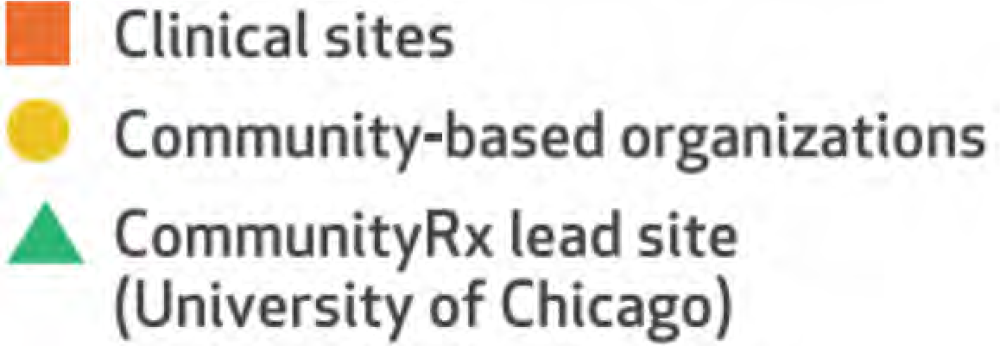 Clinical sites
Community-based organizations
CommunityRx lead site
(University of Chicago)